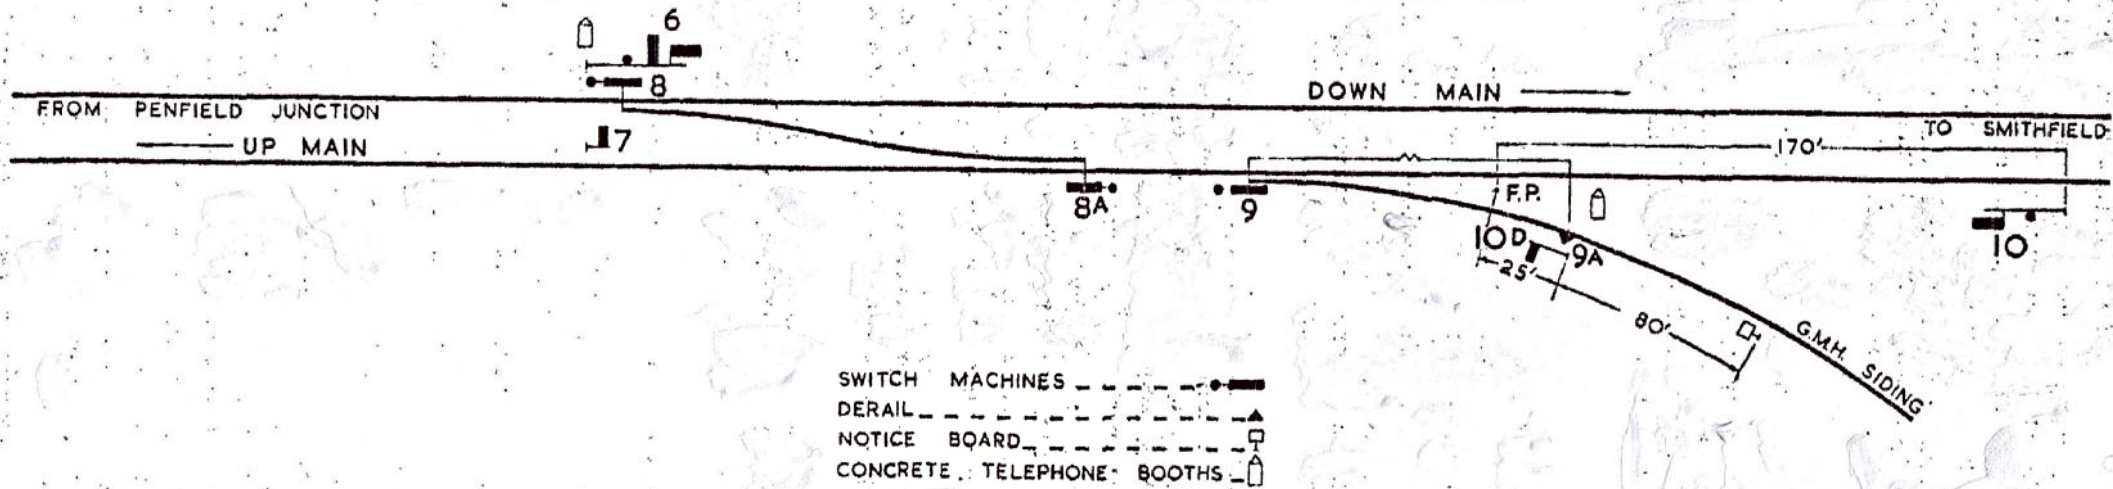 6
8
DOWN MAIN
FROM PENFIELD JUNCTION
UP MAIN
7
TO SMITHFIELD
170'
8A
9
F.P.
10D
9A
10
25'
80'
G.M.H. SIDING
SWITCH MACHINES
DERAIL
NOTICE BOARD
CONCRETE TELEPHONE BOOTHS